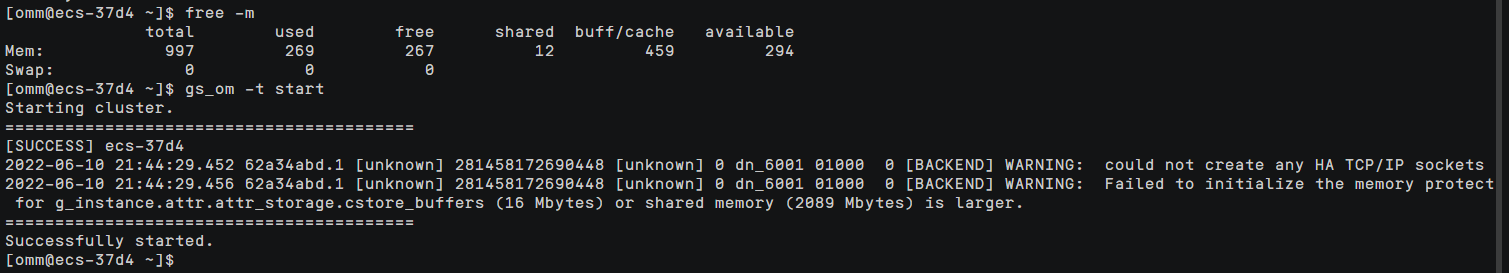 [omm@ecs-37d4 ~]$ free -m
              total        used        free      shared  buff/cache   available
Mem:            997         269         267          12         459         294
Swap:             0           0           0
[omm@ecs-37d4 ~]$ gs_om -t start
Starting cluster.
=========================================
[SUCCESS] ecs-37d4
2022-06-10 21:44:29.452 62a34abd.1 [unknown] 281458172690448 [unknown] 0 dn_6001 01000  0 [BACKEND] WARNING:  could not create any HA TCP/IP sockets
2022-06-10 21:44:29.456 62a34abd.1 [unknown] 281458172690448 [unknown] 0 dn_6001 01000  0 [BACKEND] WARNING:  Failed to initialize the memory protect
 for g_instance.attr.attr_storage.cstore_buffers (16 Mbytes) or shared memory (2089 Mbytes) is larger.
=========================================
Successfully started.
[omm@ecs-37d4 ~]$